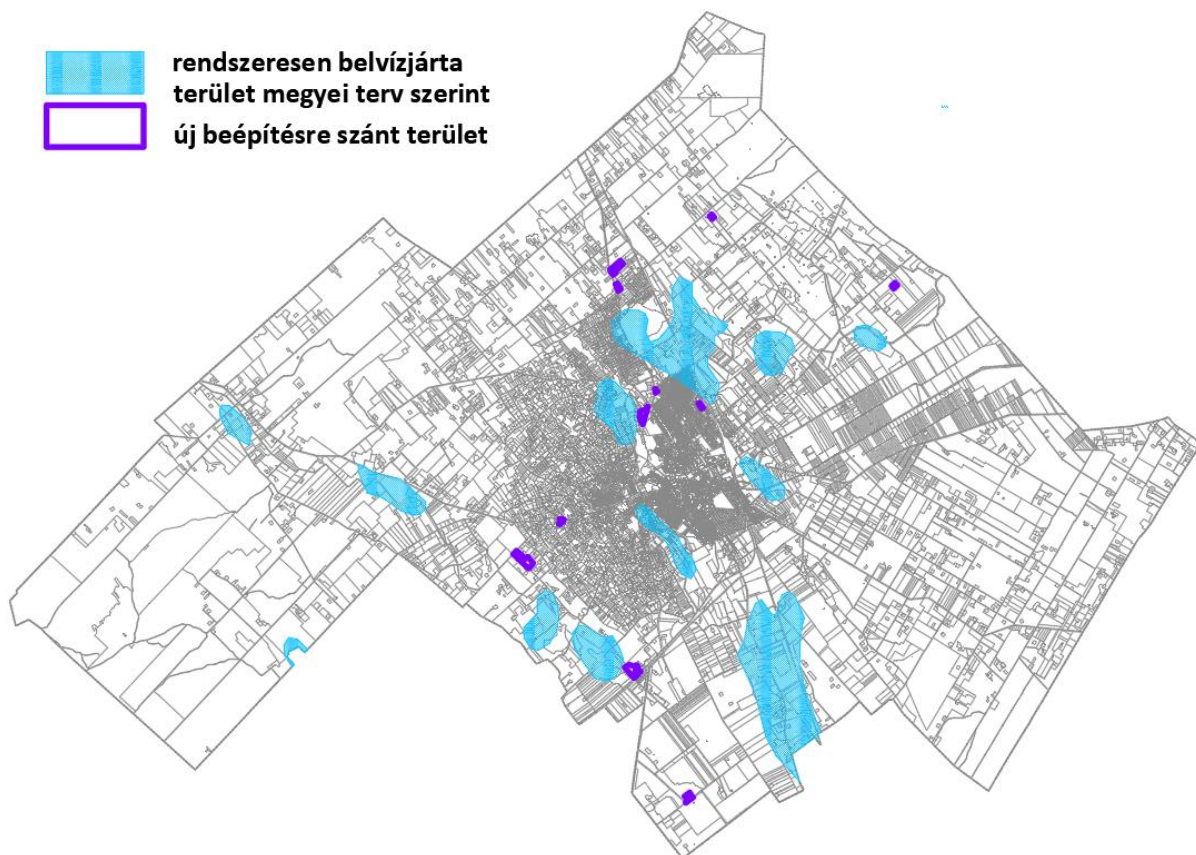 rendszeresen belvízjárta
terület megyei terv szerint
új beépítésre szánt terület